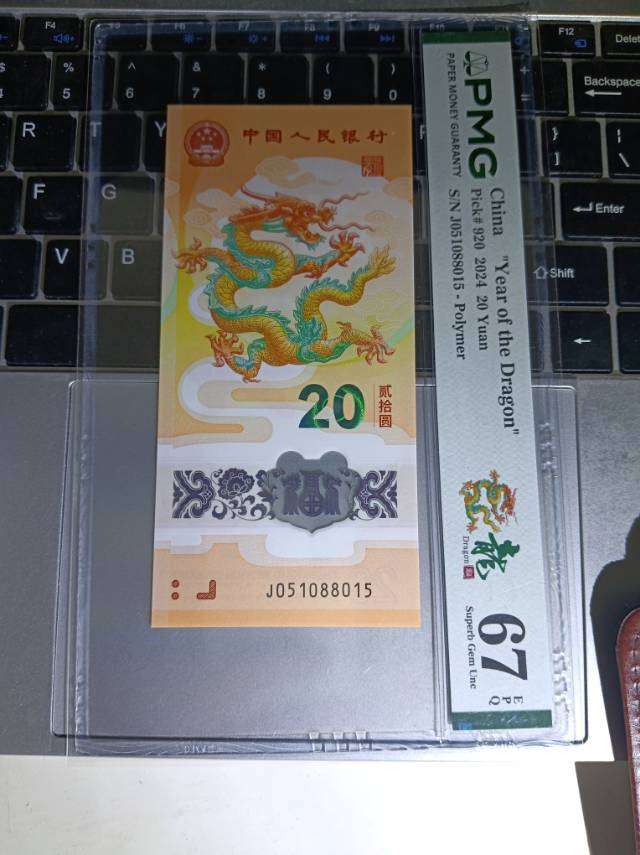 中国人民银行
20
贰拾圆
J051088015
PMG
PAPER MONEY GUARANTY
China "Year of the Dragon"
Pick# 920 2024 20 Yuan
S/N J051088015 - Polymer
龍
Dragon
67
EPQ
Superb Gem Unc
F4
F12
Delete
%
5
^
6
&
7
*
8
(
9
)
0
Backspace
R
T
Y
}
]
|
\
F
G
Enter
V
B
Shift